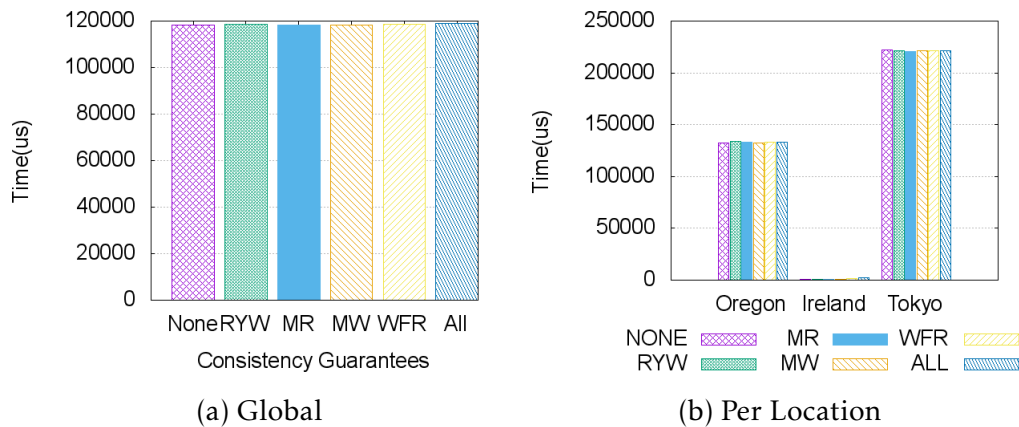 120000
100000
80000
60000
40000
20000
0
Time(us)
None RYW MR MW WFR All
Consistency Guarantees
(a) Global
250000
200000
150000
100000
50000
0
Time(us)
Oregon Ireland Tokyo
NONE MR WFR
RYW MW ALL
(b) Per Location